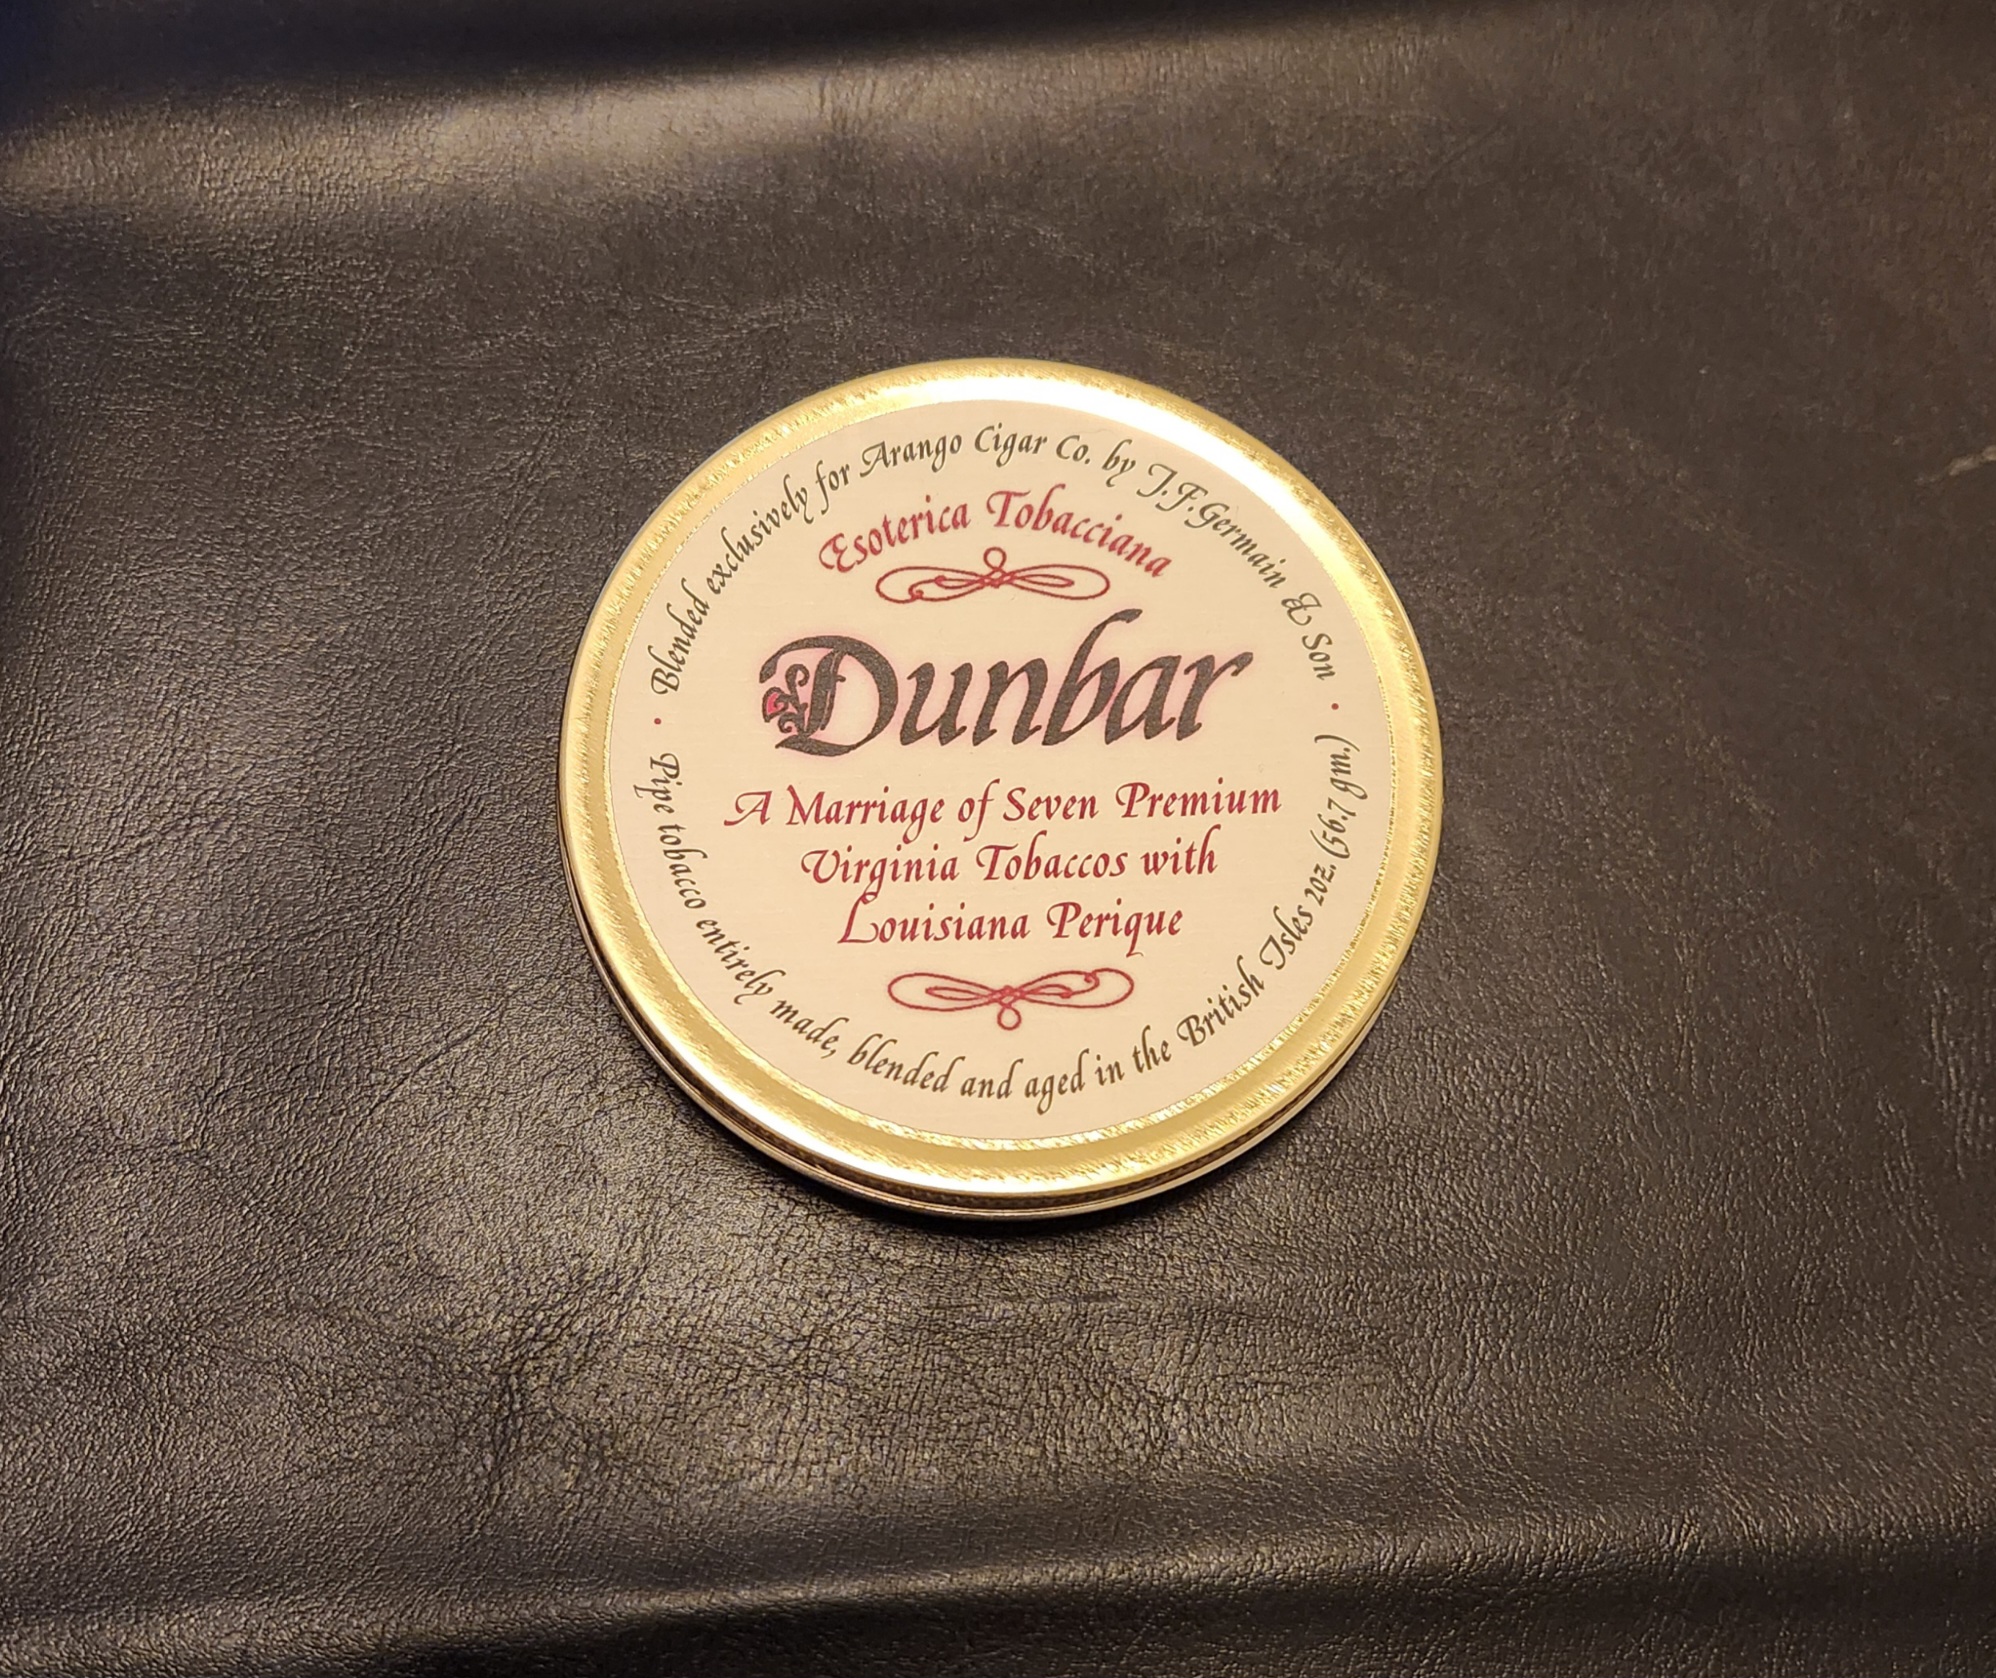 Blended exclusively for Arango Cigar Co. by J.F.Germain & Son
Esoterica Tobacciana
Dunbar
A Marriage of Seven Premium
Virginia Tobaccos with
Louisiana Perique
Pipe tobacco entirely made, blended and aged in the British Isles 2oz. (56.7 gm.)